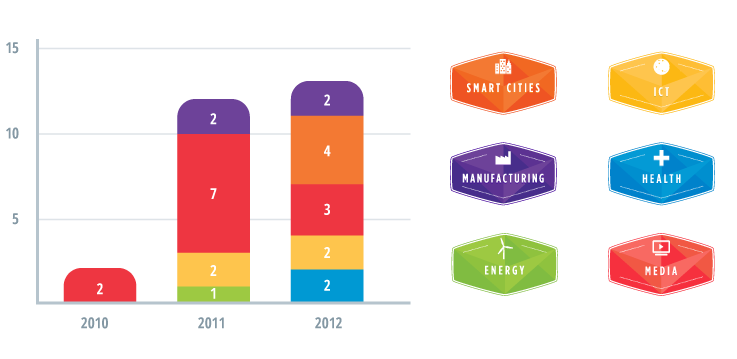 15
10
5
2
2010
2
7
2
1
2011
2
4
3
2
2
2012
SMART CITIES
ICT
MANUFACTURING
HEALTH
ENERGY
MEDIA